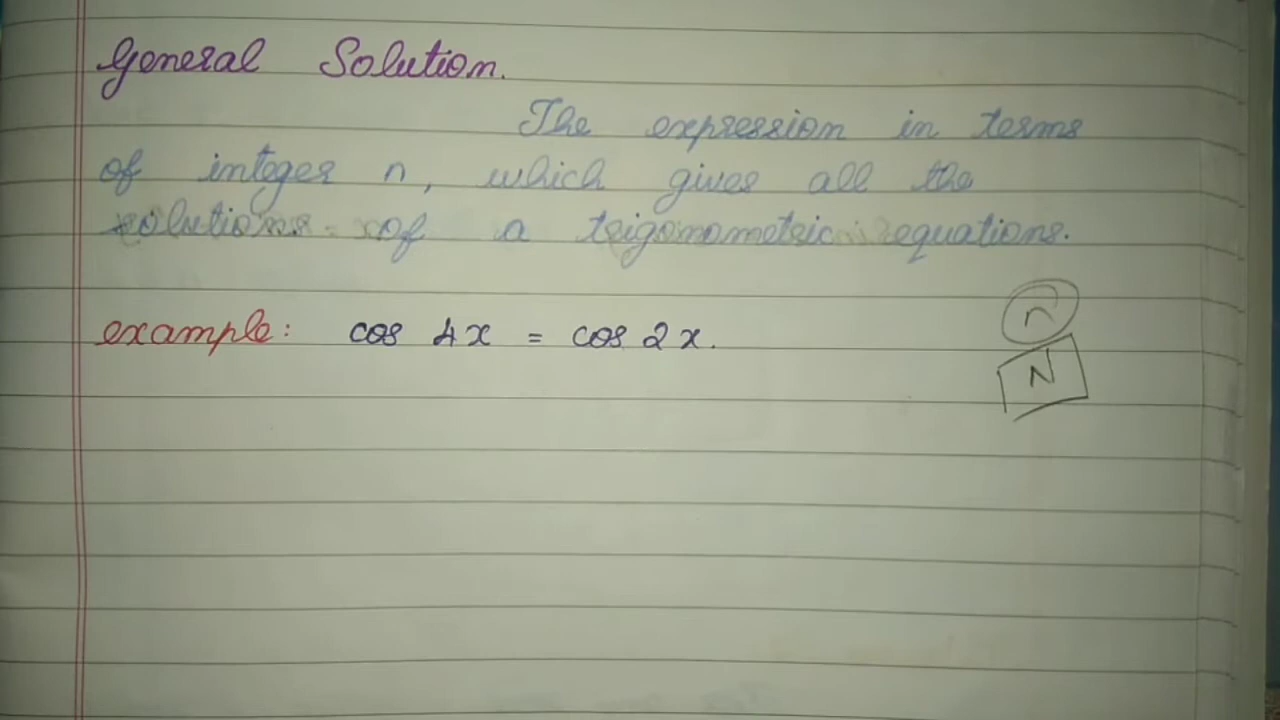 General Solution.
The expression in terms
of integer n, which gives all the
solutions of a trigonometric equations.
example: cos 4x = cos 2x.
n
N